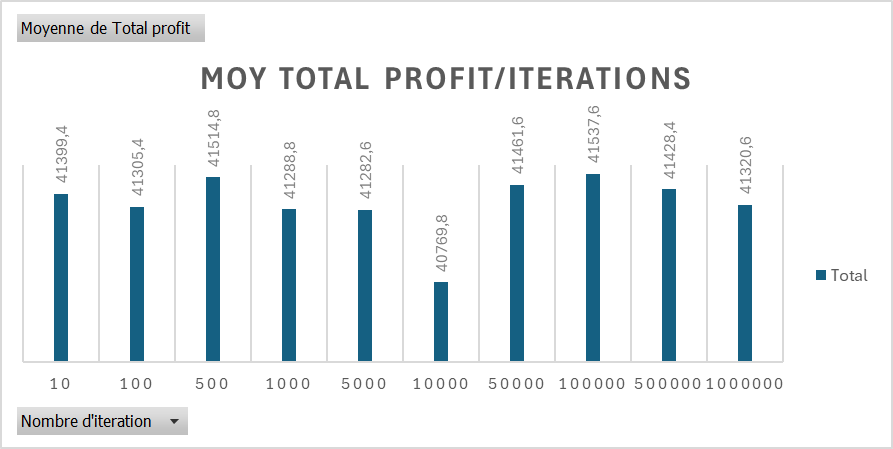 Moyenne de Total profit
MOY TOTAL PROFIT/ITERATIONS
41399,4
41305,4
41514,8
41288,8
41282,6
40769,8
41461,6
41537,6
41428,4
41320,6
Total
10 100 500 1000 5000 10000 50000 100000 500000 1000000
Nombre d'iteration